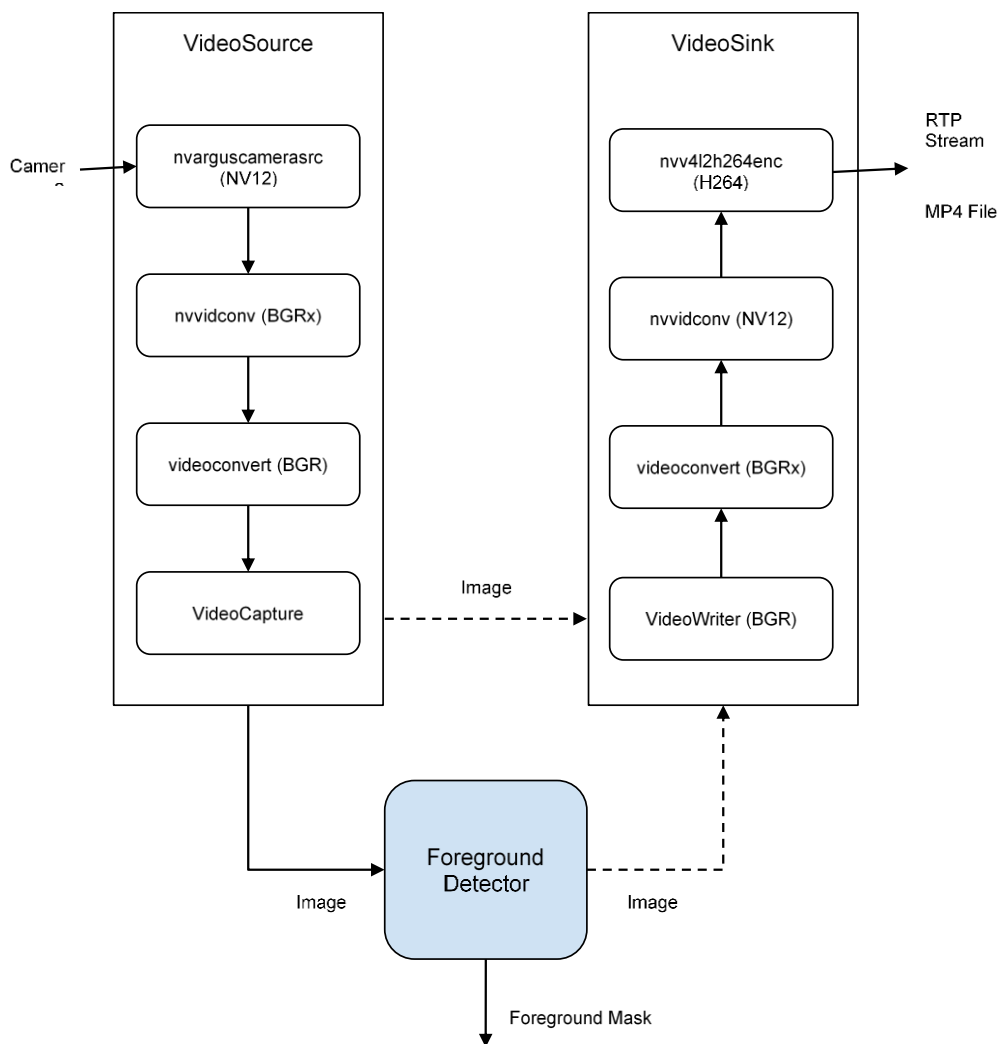 VideoSource
VideoSink
nvarguscamerasrc
(NV12)
nvvidconv (BGRx)
videoconvert (BGR)
VideoCapture
Camer
Image
nvv4l2h264enc
(H264)
nvvidconv (NV12)
videoconvert (BGRx)
VideoWriter (BGR)
RTP
Stream
MP4 File
Foreground
Detector
Image
Image
Foreground Mask